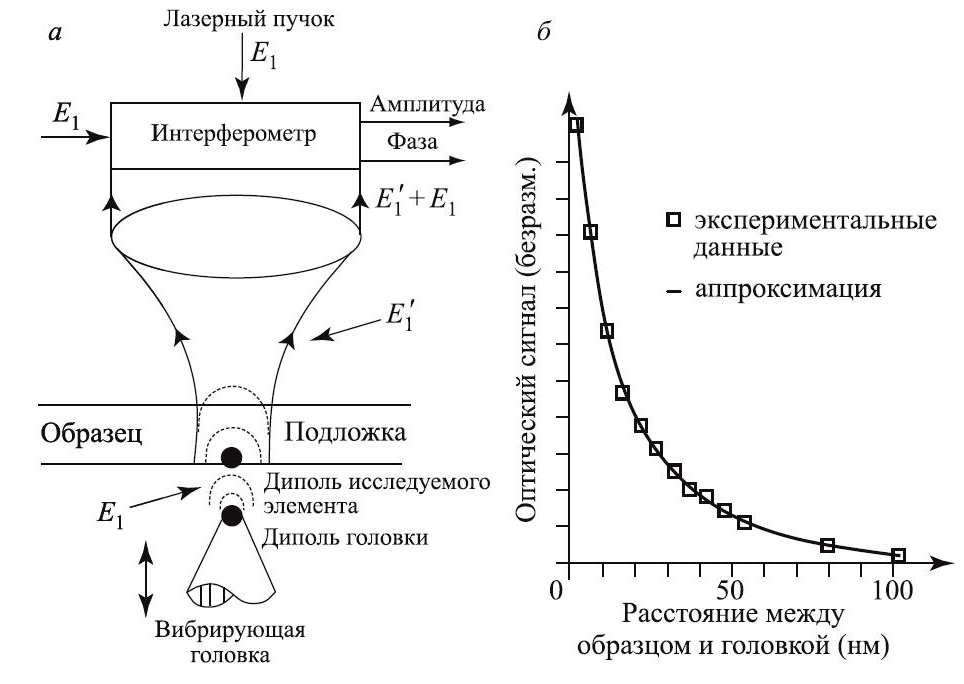 а
Лазерный пучок
E1
E1
Интерферометр
Амплитуда
Фаза
E1′ + E1
E1′
Образец
Подложка
Диполь исследуемого
элемента
E1
Диполь головки
Вибрирующая
головка
б
Оптический сигнал (безразм.)
экспериментальные
данные
аппроксимация
0
50
100
Расстояние между
образцом и головкой (нм)